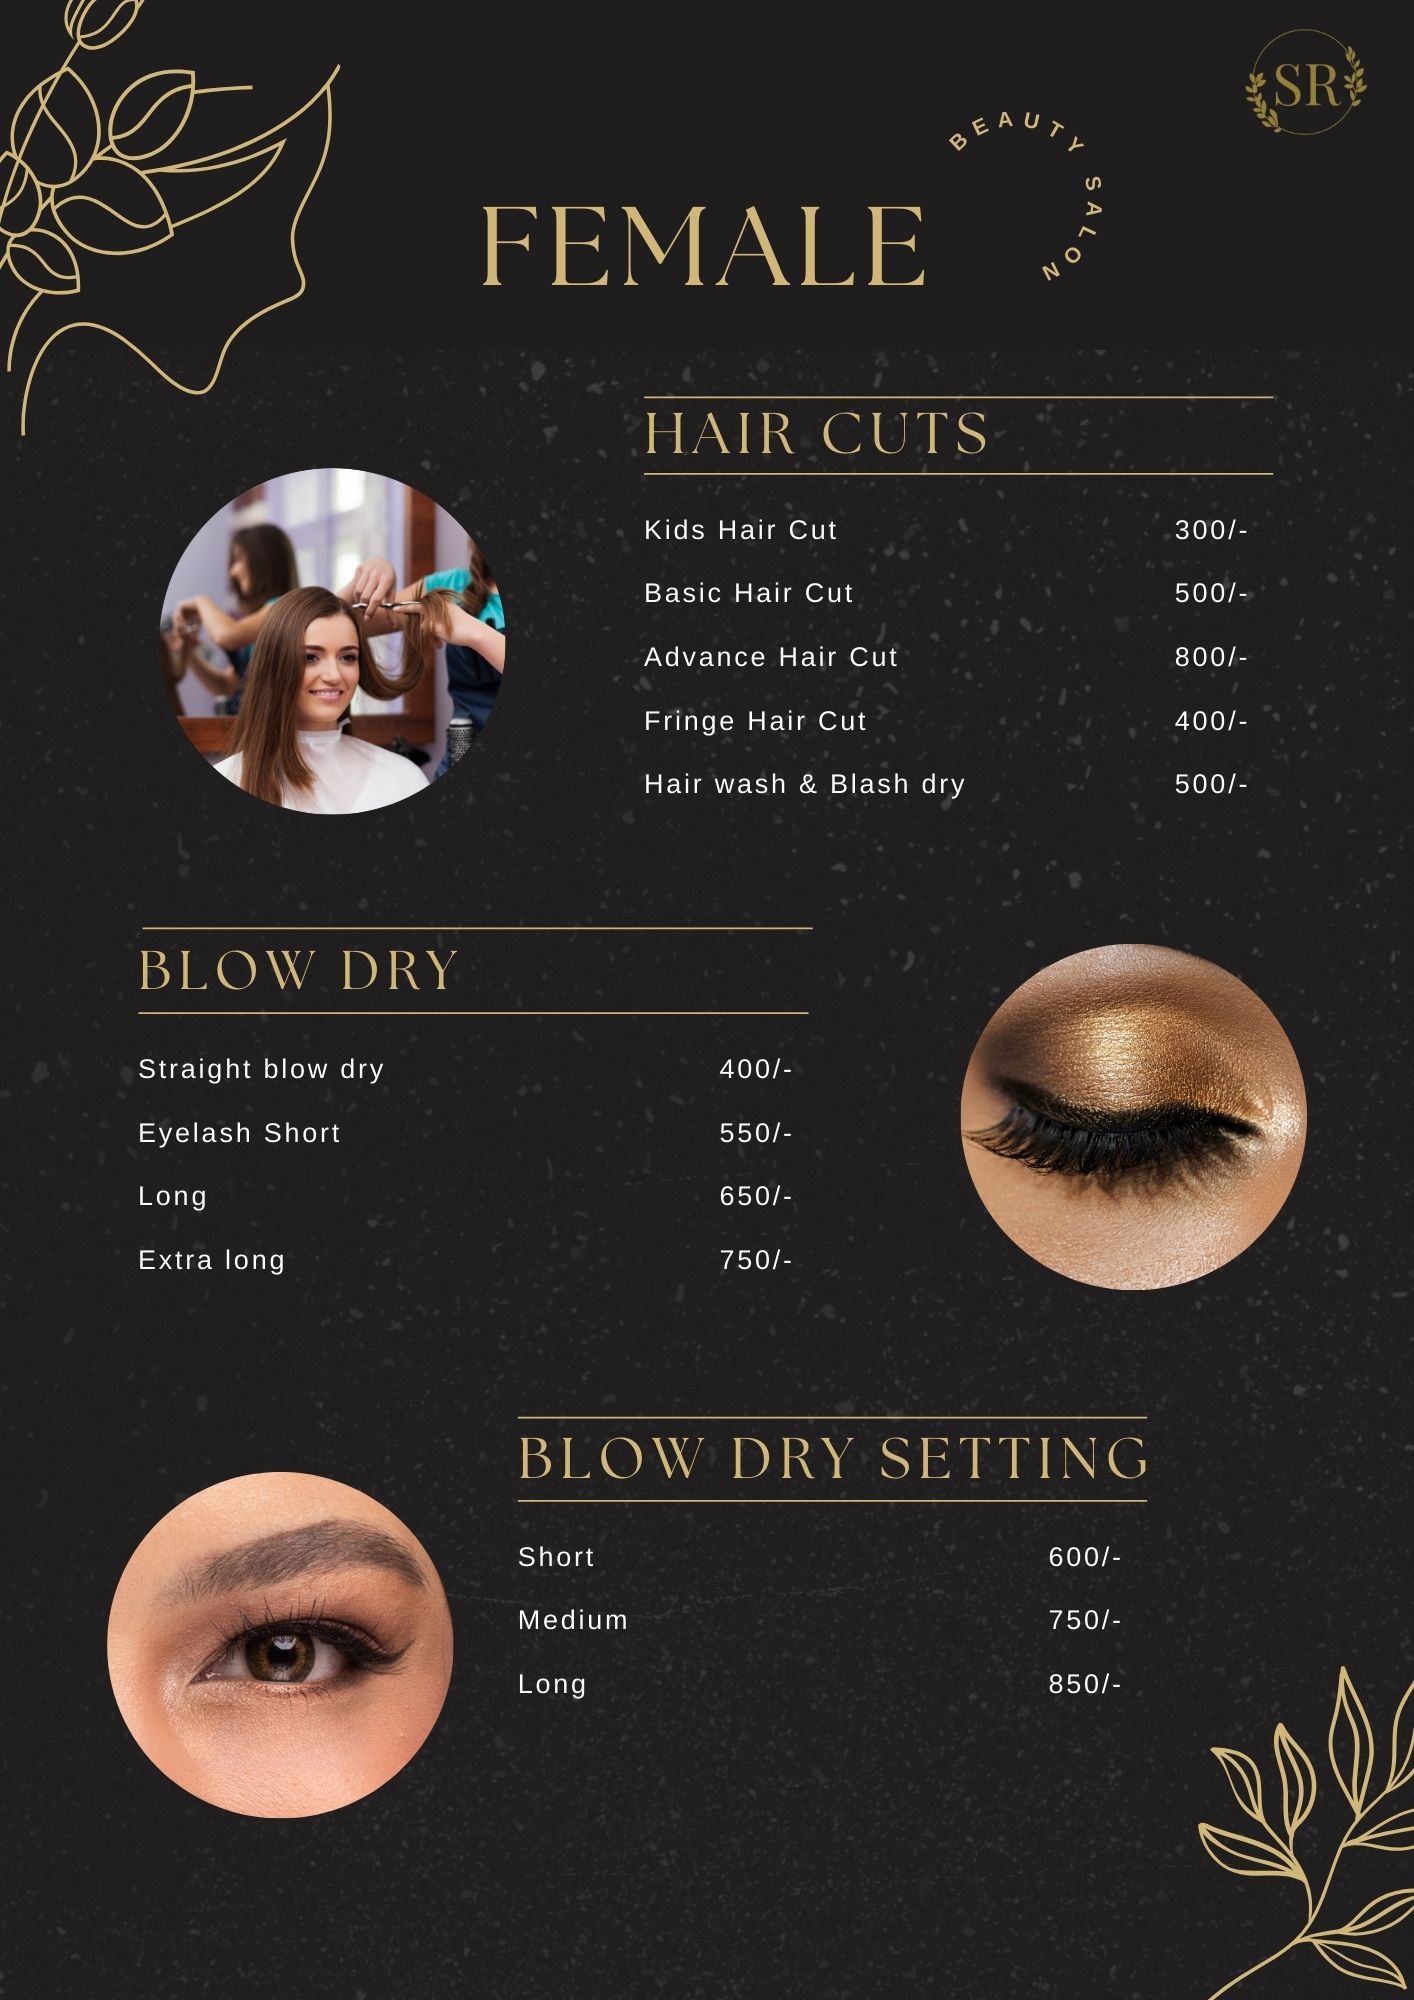 SR
BEAUTY SALON
FEMALE
HAIR CUTS
Kids Hair Cut 300/-
Basic Hair Cut 500/-
Advance Hair Cut 800/-
Fringe Hair Cut 400/-
Hair wash & Blash dry 500/-
BLOW DRY
Straight blow dry 400/-
Eyelash Short 550/-
Long 650/-
Extra long 750/-
BLOW DRY SETTING
Short 600/-
Medium 750/-
Long 850/-